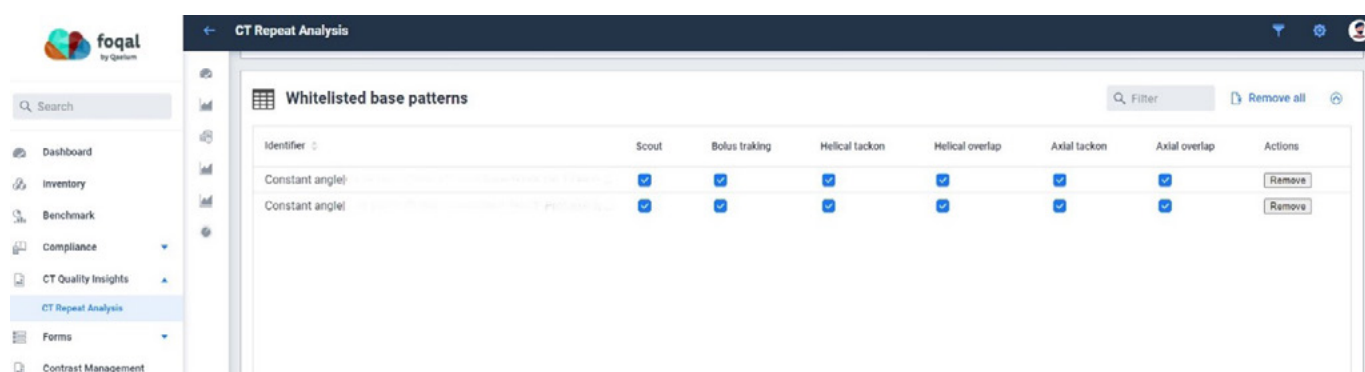 foqal
by Qaelum
Search
Dashboard
Inventory
Benchmark
Compliance
CT Quality Insights
CT Repeat Analysis
Forms
Contrast Management
CT Repeat Analysis
Whitelisted base patterns
Filter
Remove all
Identifier Scout Bolus traking Helical tackon Helical overlap Axial tackon Axial overlap Actions
Constant angle Remove
Constant angle Remove